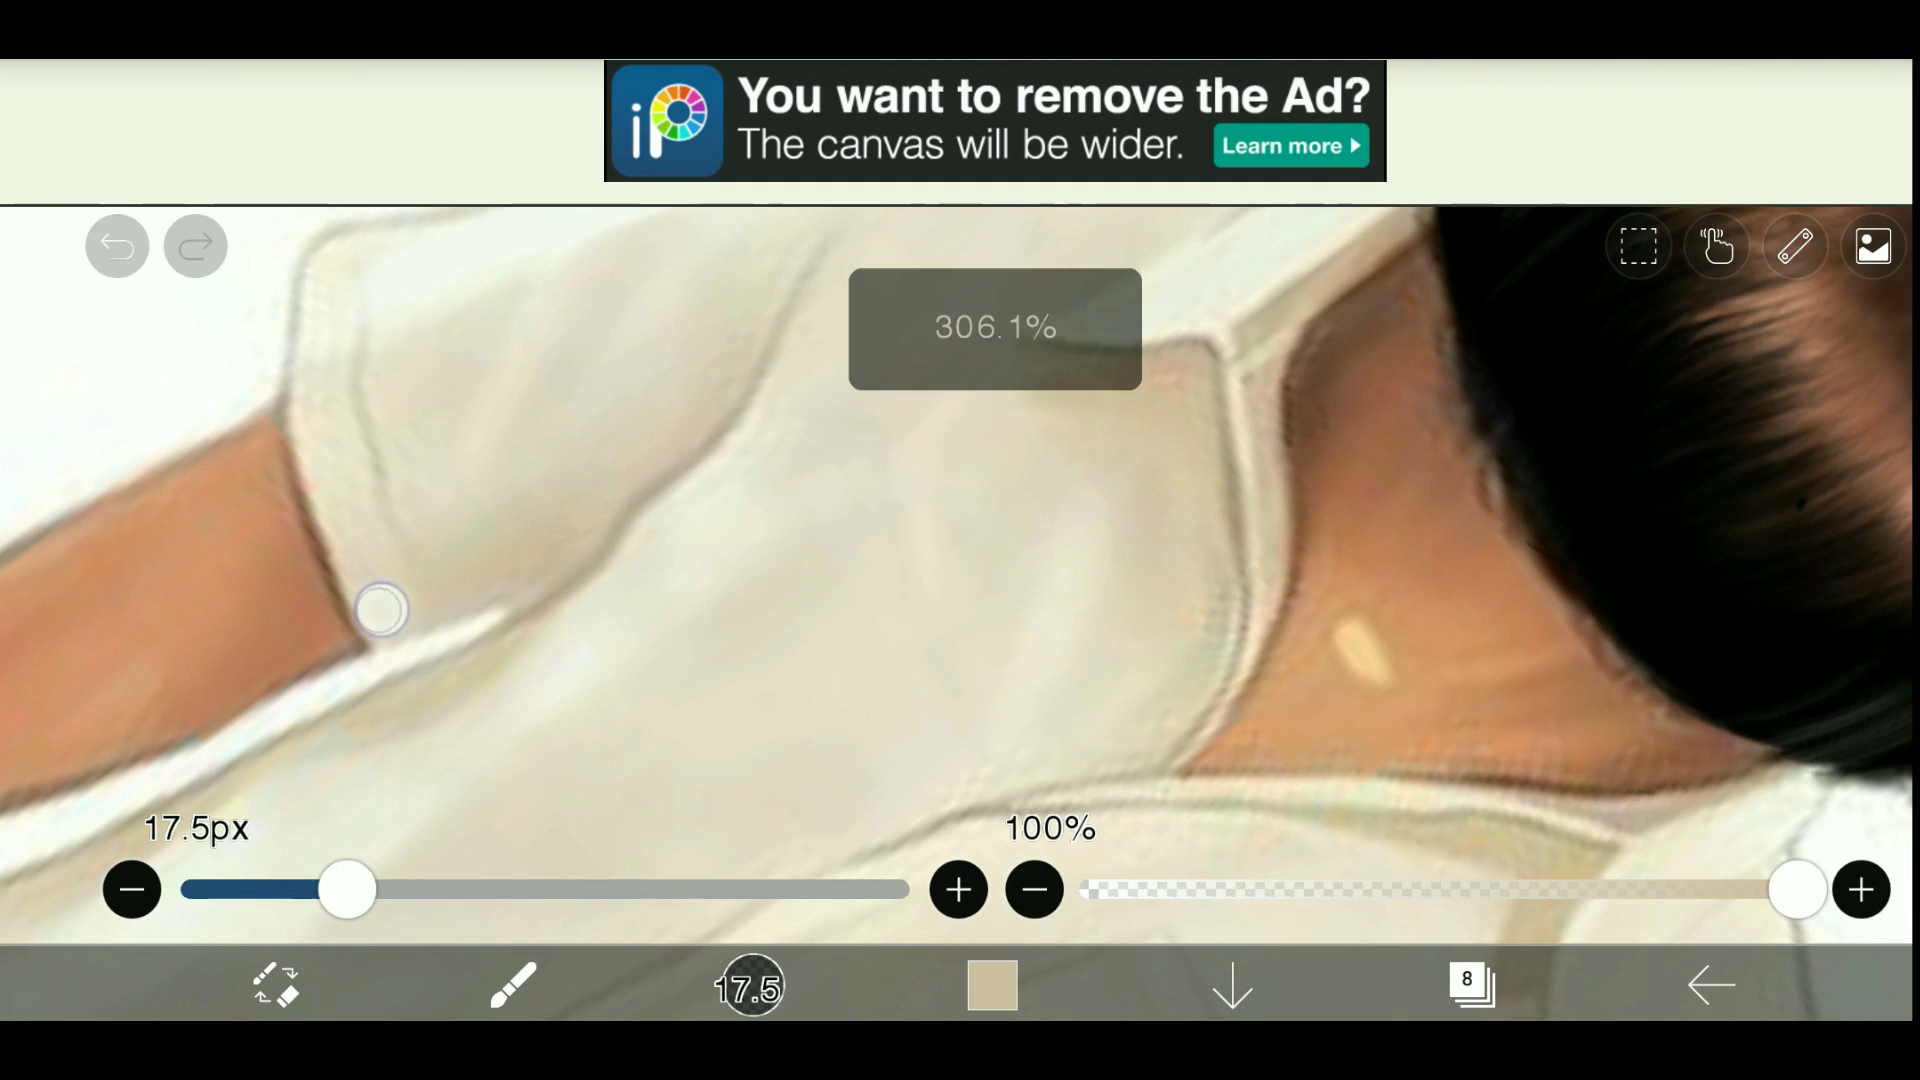 iP
You want to remove the Ad?
The canvas will be wider.
Learn more
306.1%
17.5px
100%
17.5
8